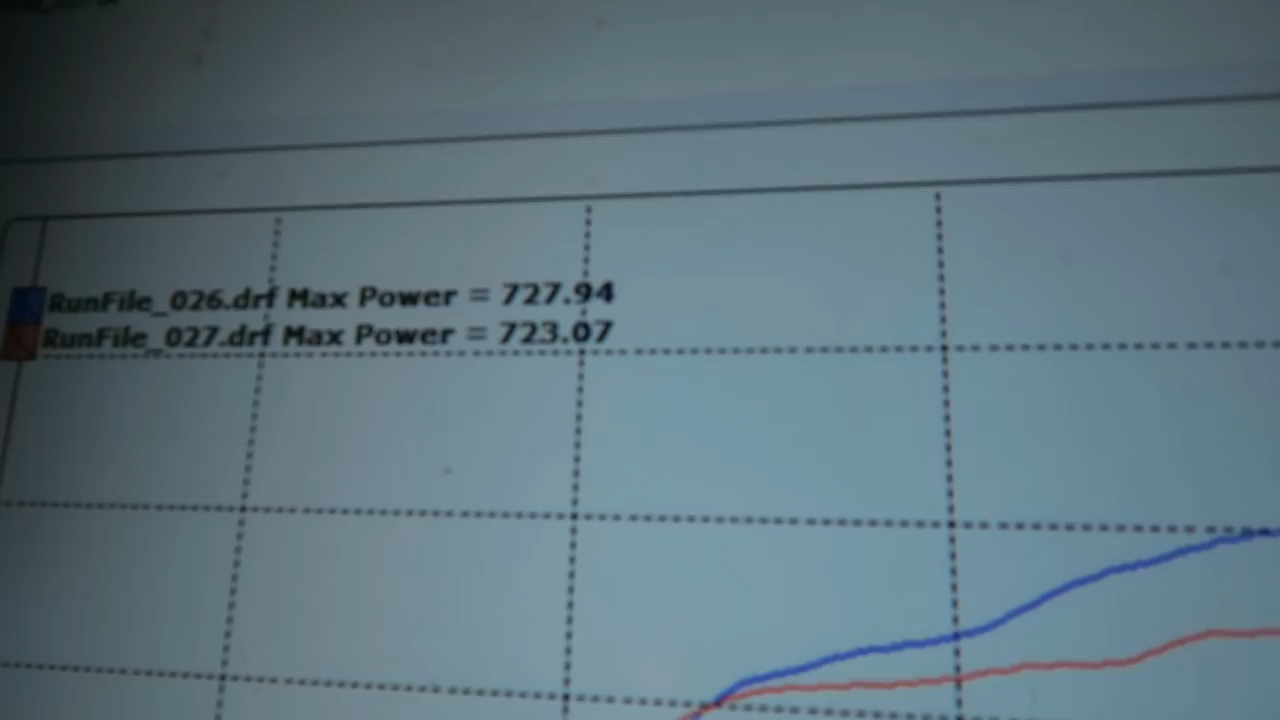 RunFile_026.drf Max Power = 727.94
RunFile_027.drf Max Power = 723.07